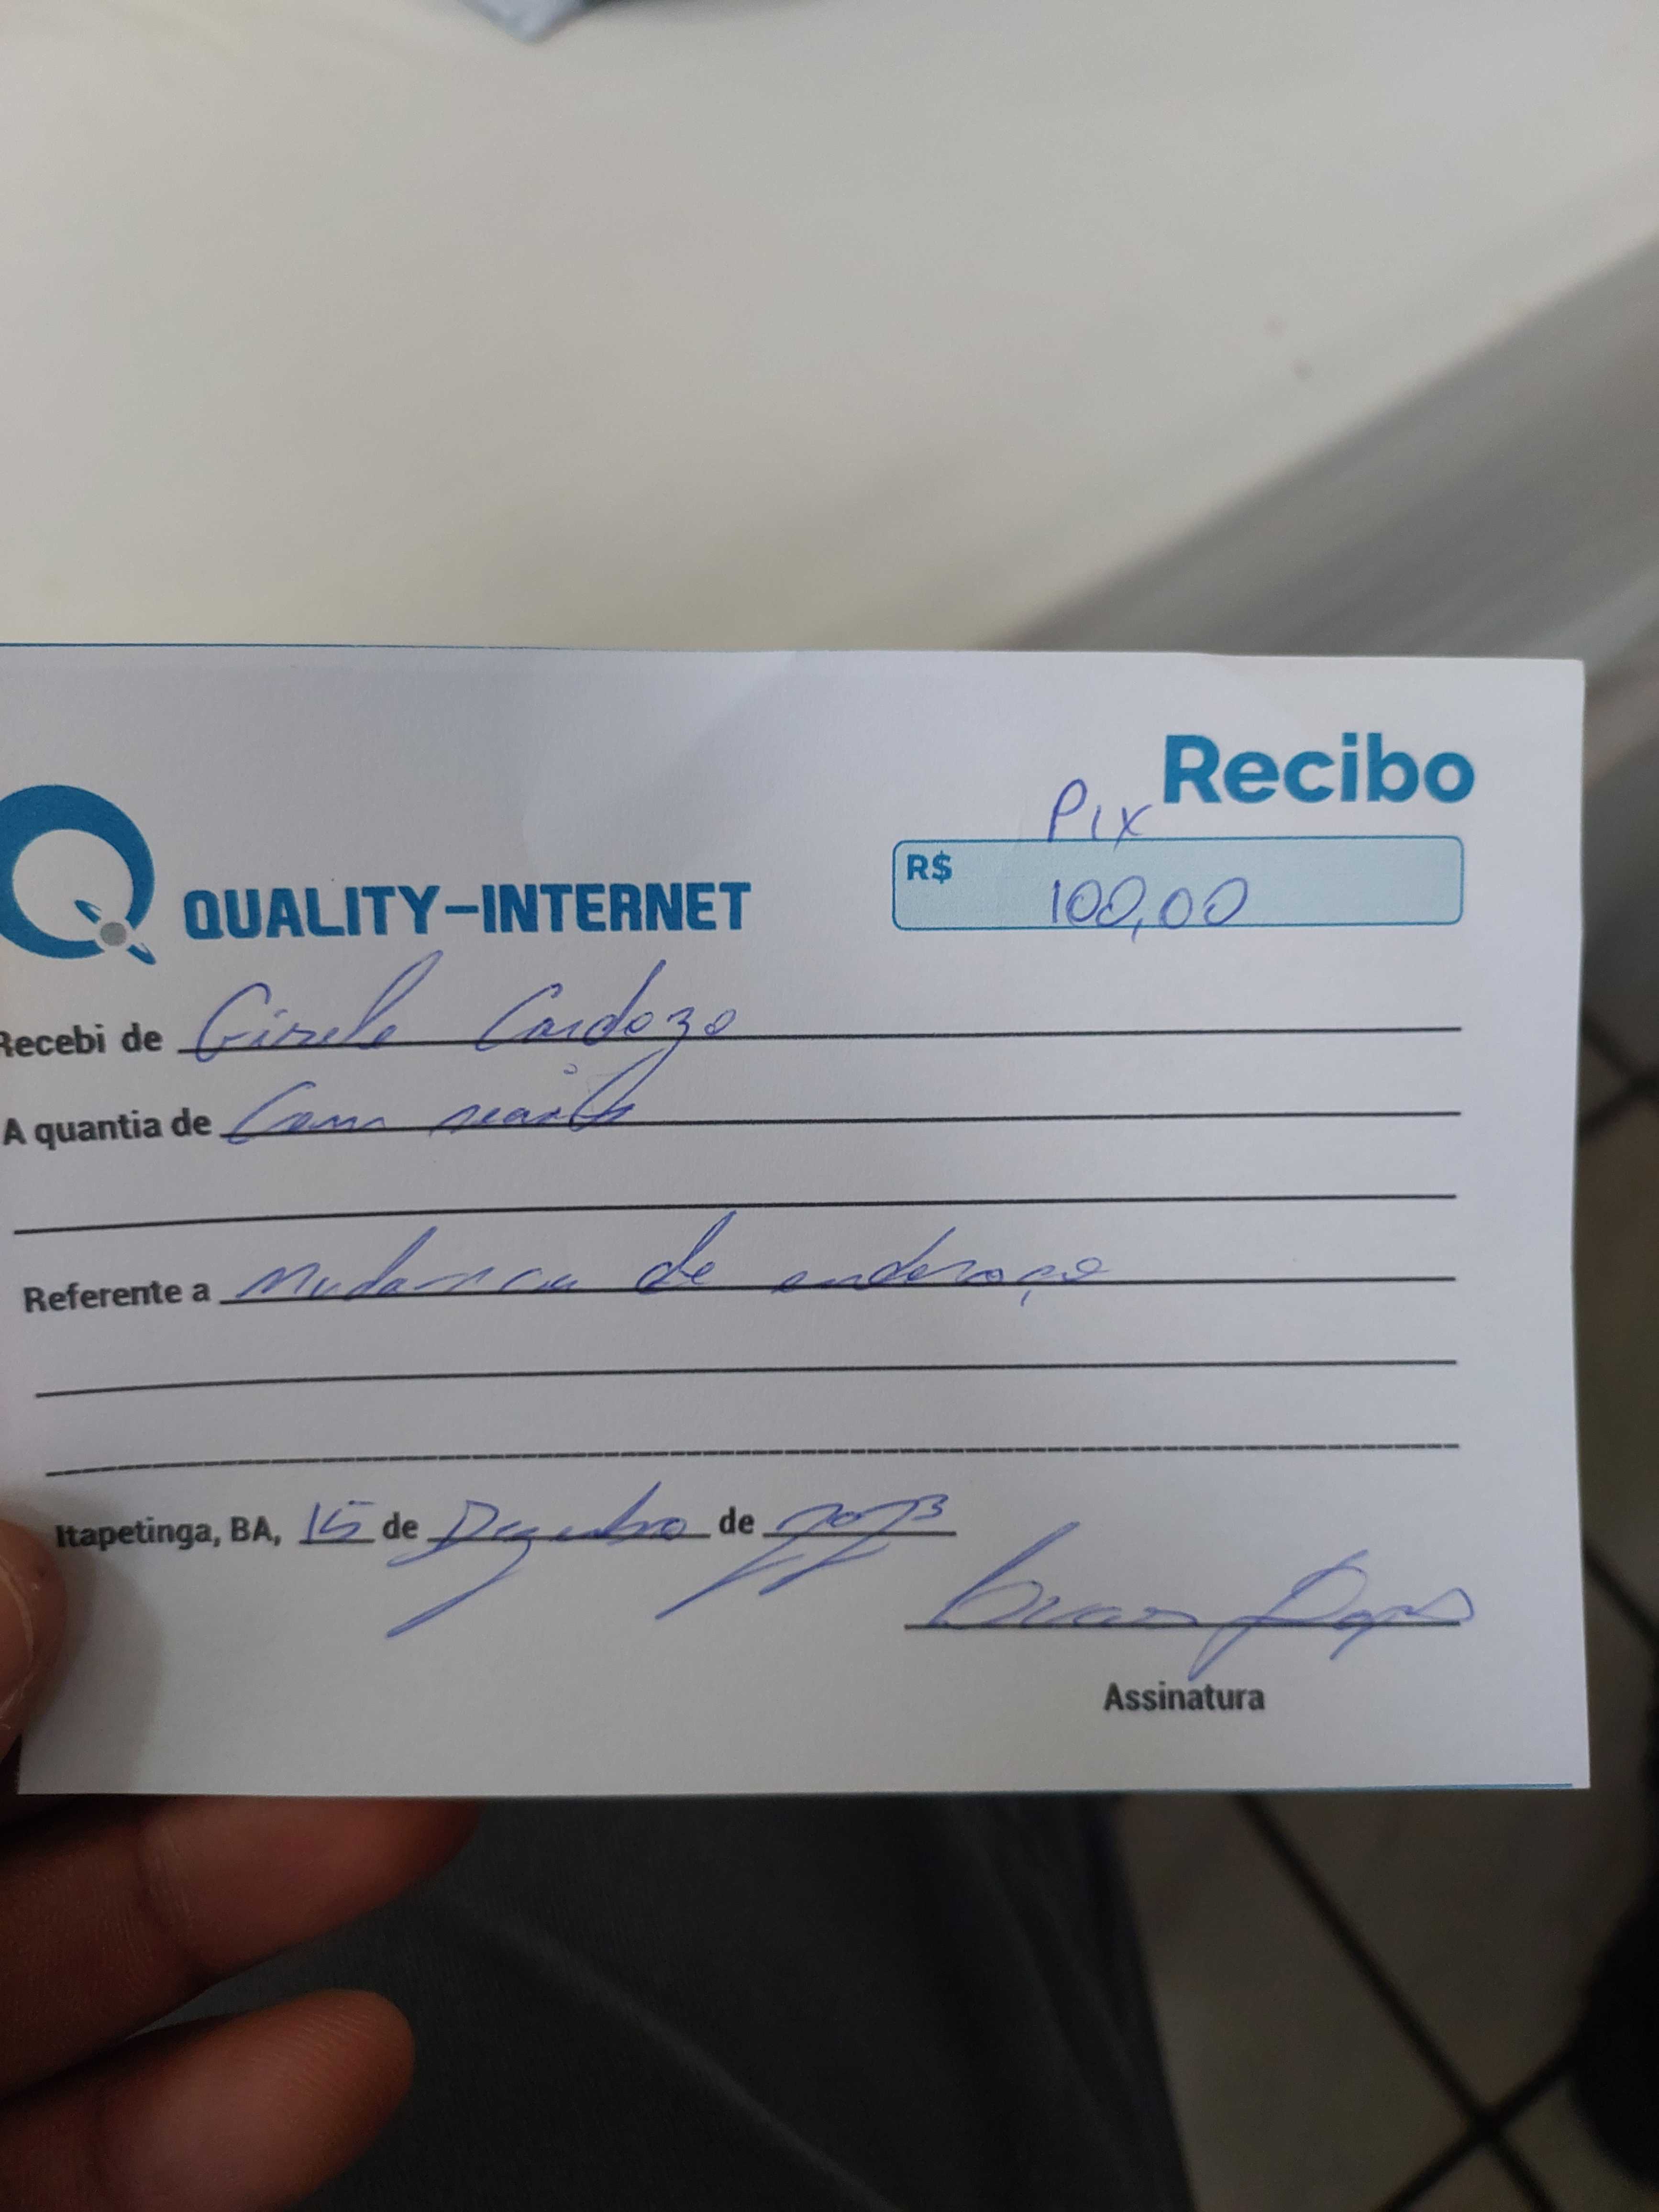 Recibo
Pix
QUALITY-INTERNET
R$ 100,00
Recebi de Gisele Cardozo
A quantia de Cem reais
Referente a Mudança de endereço
Itapetinga, BA, 15 de Dezembro de 2023
Assinatura